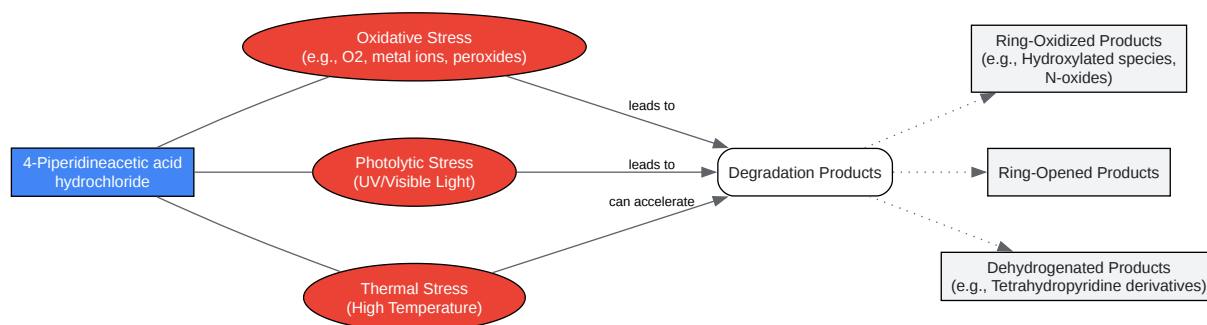 Oxidative Stress
(e.g., O2, metal ions, peroxides)
Ring-Oxidized Products
(e.g., Hydroxylated species,
N-oxides)
leads to
4-Piperidineacetic acid
hydrochloride
Photolytic Stress
(UV/Visible Light)
leads to
Degradation Products
Ring-Opened Products
can accelerate
Thermal Stress
(High Temperature)
Dehydrogenated Products
(e.g., Tetrahydropyridine derivatives)